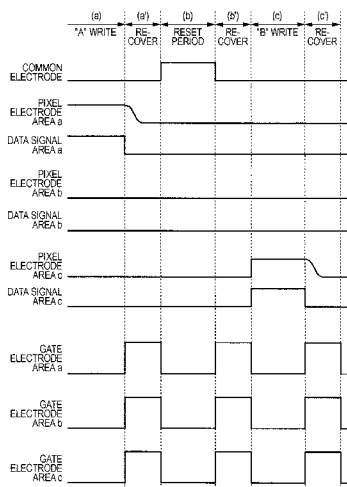 (a) (a') (b) (b') (c) (c')
"A" WRITE RE-COVER RESET PERIOD RE-COVER "B" WRITE RE-COVER
COMMON
ELECTRODE
PIXEL
ELECTRODE
AREA a
DATA SIGNAL
AREA a
PIXEL
ELECTRODE
AREA b
DATA SIGNAL
AREA b
PIXEL
ELECTRODE
AREA c
DATA SIGNAL
AREA c
GATE
ELECTRODE
AREA a
GATE
ELECTRODE
AREA b
GATE
ELECTRODE
AREA c